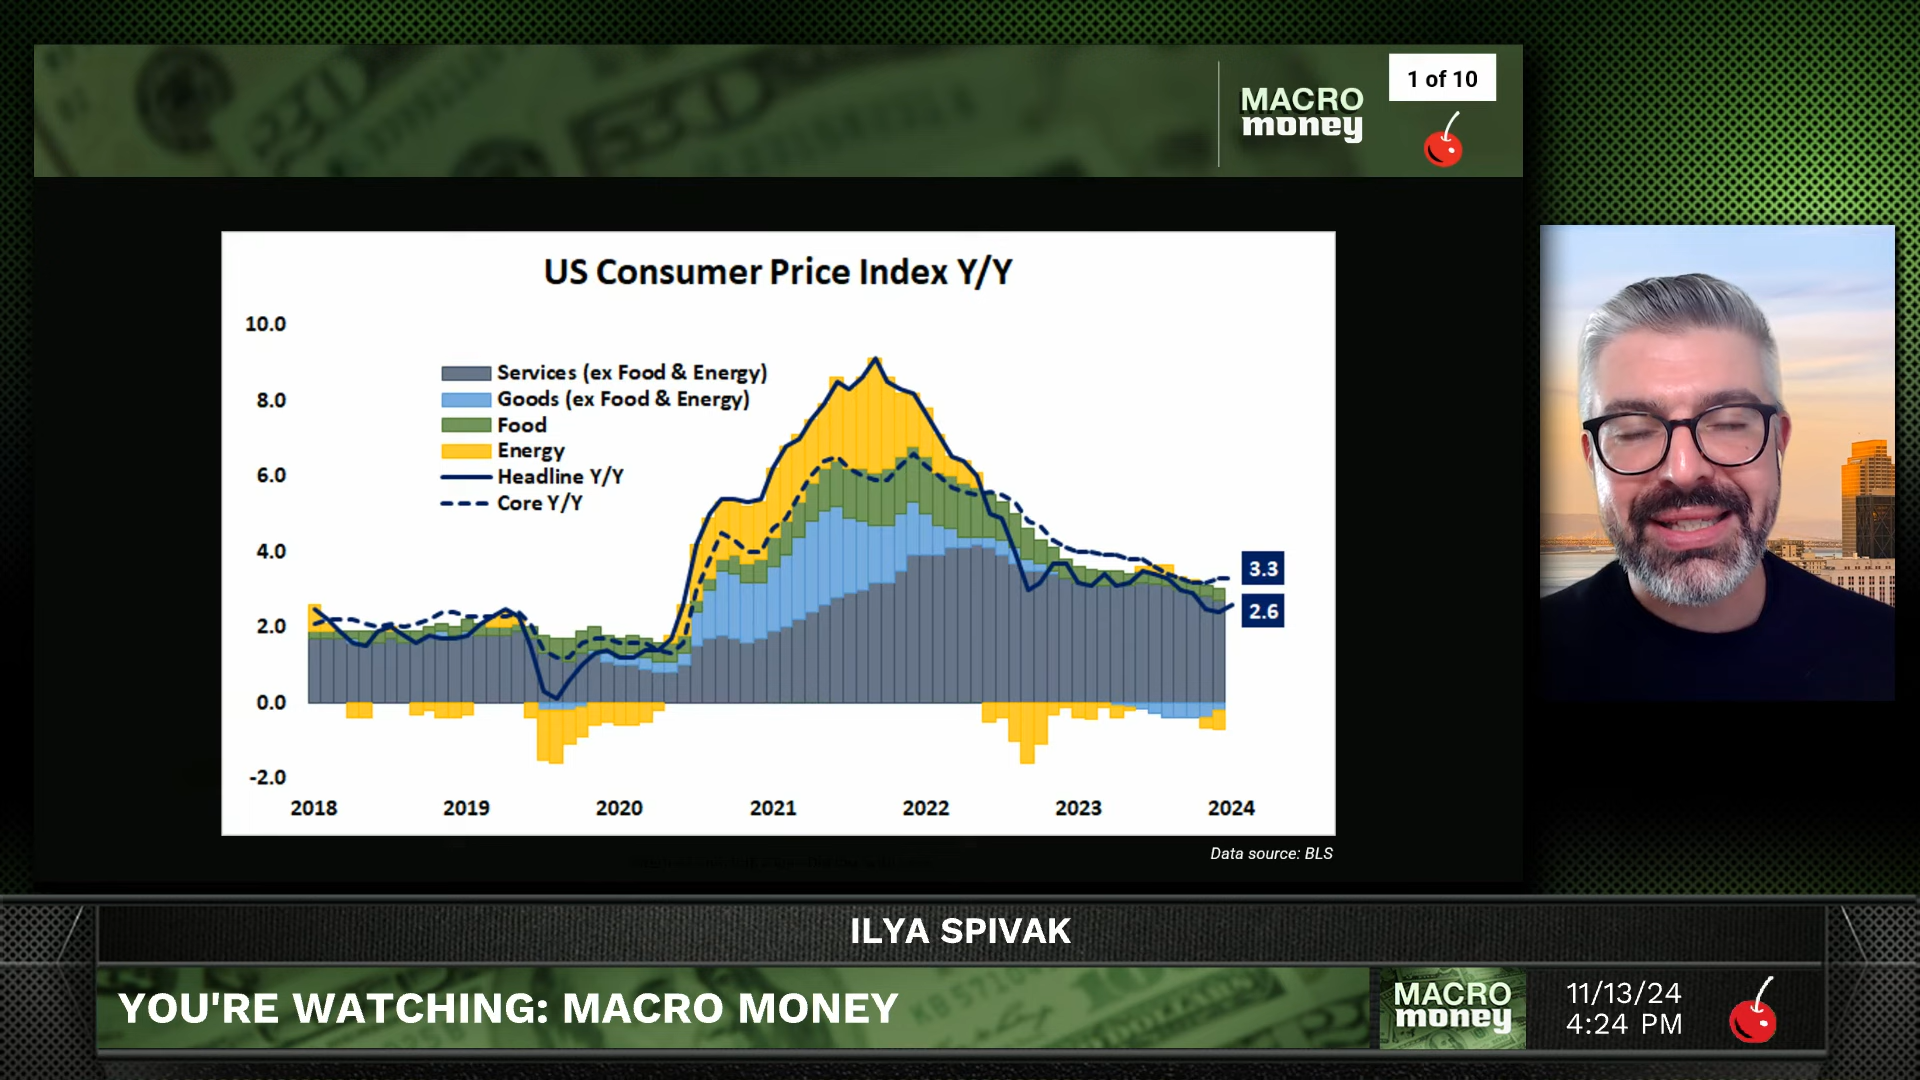 MACRO
money
1 of 10
US Consumer Price Index Y/Y
10.0
8.0
6.0
4.0
2.0
0.0
-2.0
Services (ex Food & Energy)
Goods (ex Food & Energy)
Food
Energy
Headline Y/Y
Core Y/Y
3.3
2.6
2018 2019 2020 2021 2022 2023 2024
Data source: BLS
ILYA SPIVAK
YOU'RE WATCHING: MACRO MONEY
MACRO
money
11/13/24
4:24 PM